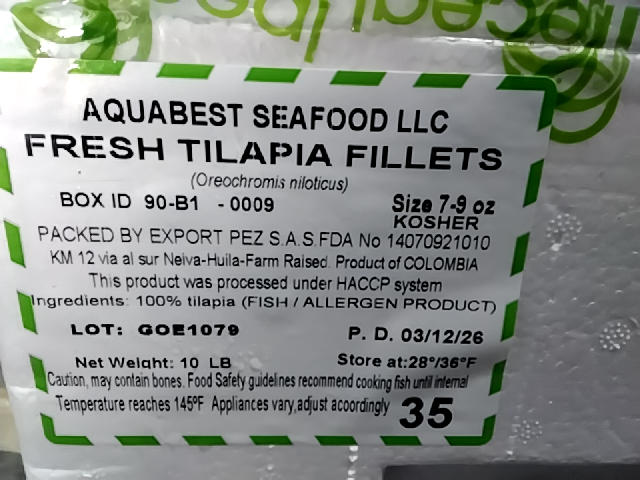 AQUABEST SEAFOOD LLC
FRESH TILAPIA FILLETS
(Oreochromis niloticus)
BOX ID 90-B1 - 0009 Size 7-9 oz
KOSHER
PACKED BY EXPORT PEZ S.A.S.FDA No 14070921010
KM 12 via al sur Neiva-Huila-Farm Raised. Product of COLOMBIA
This product was processed under HACCP system
Ingredients: 100% tilapia (FISH / ALLERGEN PRODUCT)
LOT: GOE1079 P. D. 03/12/26
Net Weight: 10 LB Store at:28°/36°F
Caution, may contain bones. Food Safety guidelines recommend cooking fish until internal
Temperature reaches 145ºF Appliances vary,adjust acoordingly 35